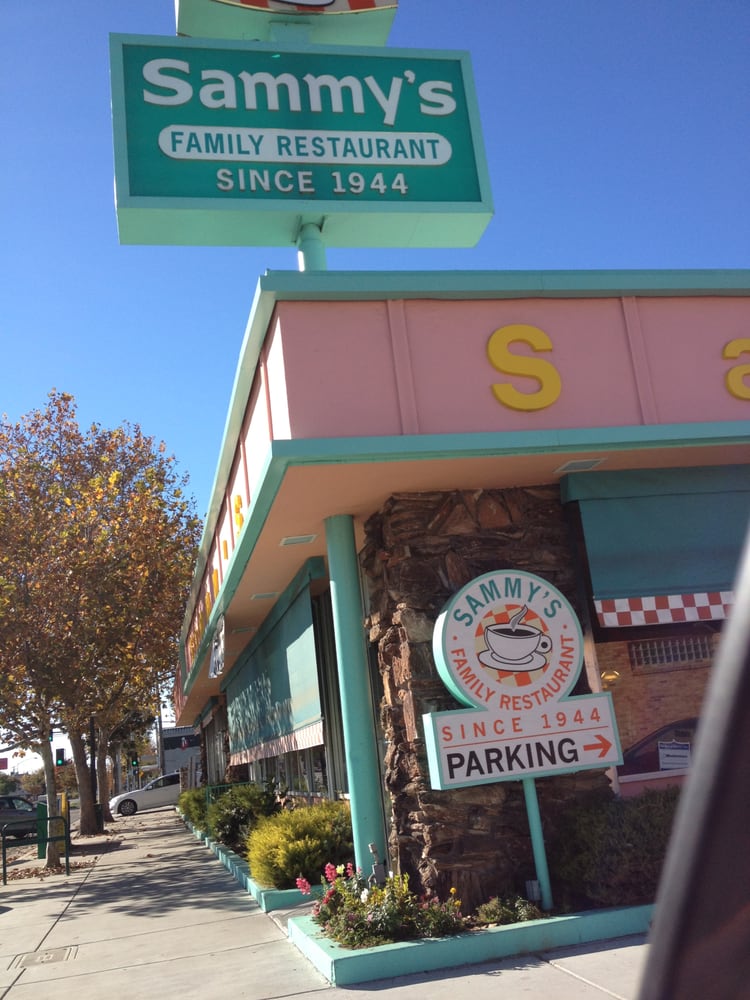 Sammy's
FAMILY RESTAURANT
SINCE 1944
S a
SAMMY'S
FAMILY RESTAURANT
SINCE 1944
PARKING